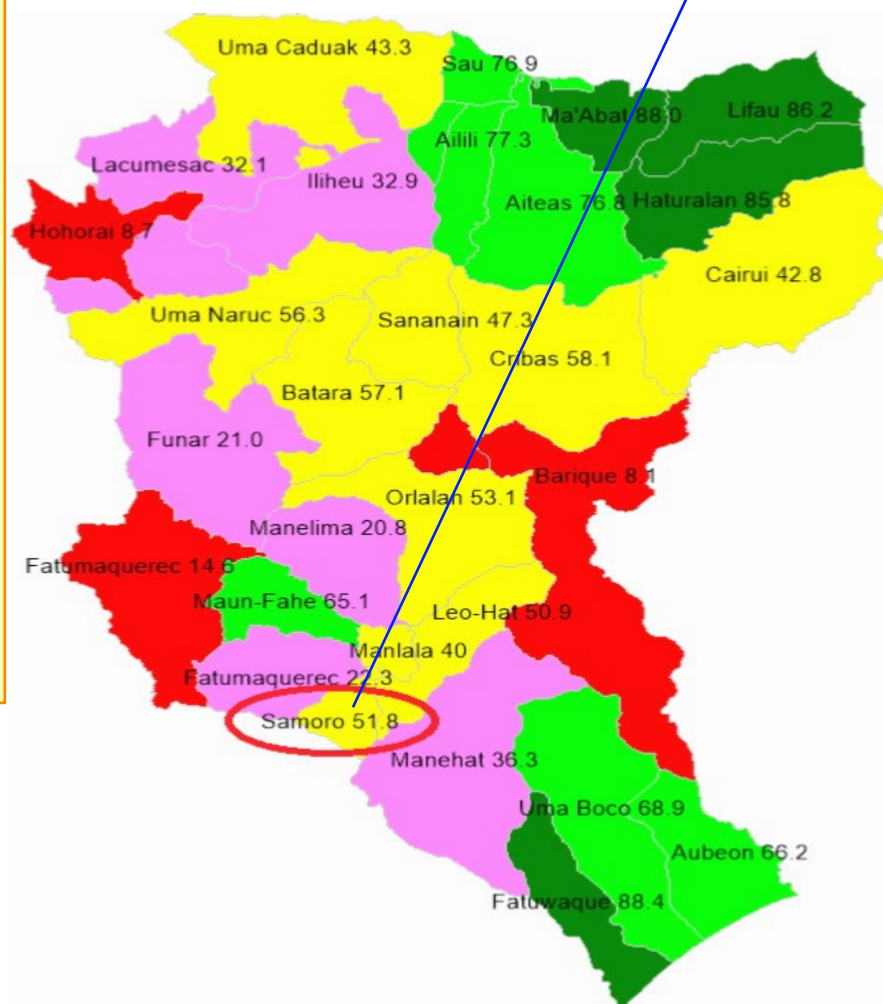 Uma Caduak 43.3
Sau 76.9
Ma'Abat 88.0
Lifau 86.2
Ailili 77.3
Lacumesac 32.1
Iliheu 32.9
Aiteas 76.8
Haturalan 85.8
Hohorai 8.7
Cairui 42.8
Uma Naruc 56.3
Sananain 47.3
Cribas 58.1
Batara 57.1
Funar 21.0
Barique 8.1
Orlalan 53.1
Manelima 20.8
Fatumaquerec 14.6
Maun-Fahe 65.1
Leo-Hat 50.9
Manlala 40
Fatumaquerec 22.3
Samoro 51.8
Manehat 36.3
Uma Boco 68.9
Aubeon 66.2
Fatuwaque 88.4